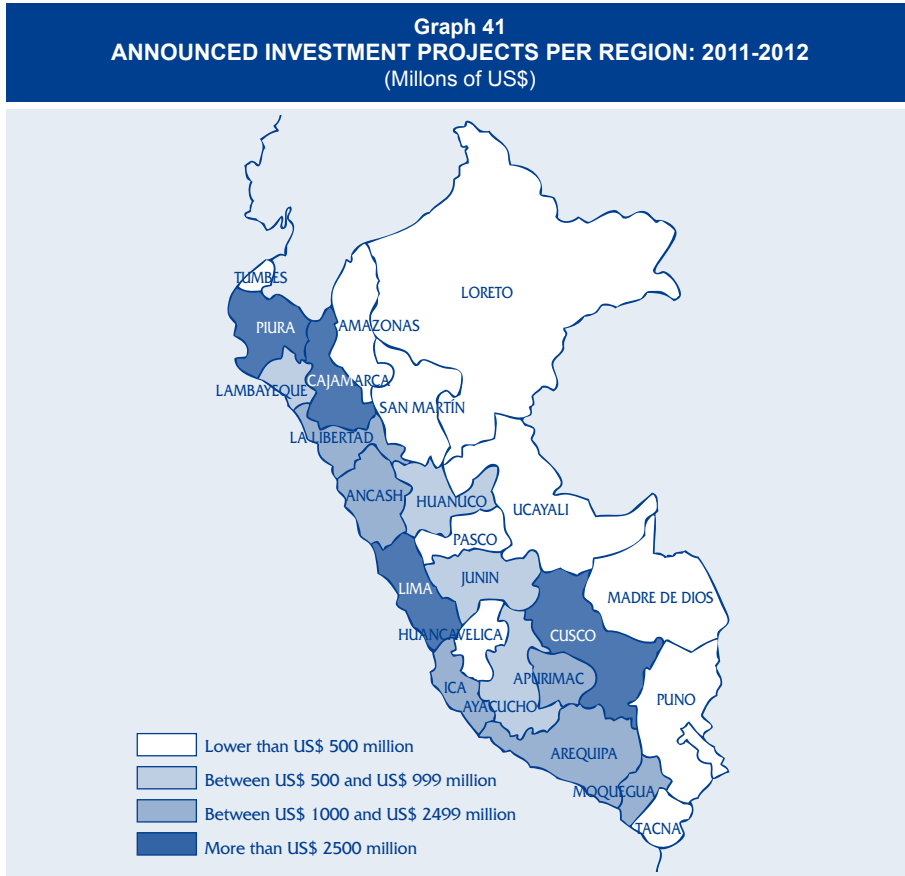 Graph 41
ANNOUNCED INVESTMENT PROJECTS PER REGION: 2011-2012
(Millons of US$)
TUMBES
LORETO
PIURA
AMAZONAS
CAJAMARCA
LAMBAYEQUE
SAN MARTÍN
LA LIBERTAD
ANCASH
HUANUCO
UCAYALI
PASCO
JUNIN
LIMA
MADRE DE DIOS
HUANCAVELICA
CUSCO
APURIMAC
ICA
PUNO
AYACUCHO
AREQUIPA
MOQUEGUA
TACNA
Lower than US$ 500 million
Between US$ 500 and US$ 999 million
Between US$ 1000 and US$ 2499 million
More than US$ 2500 million